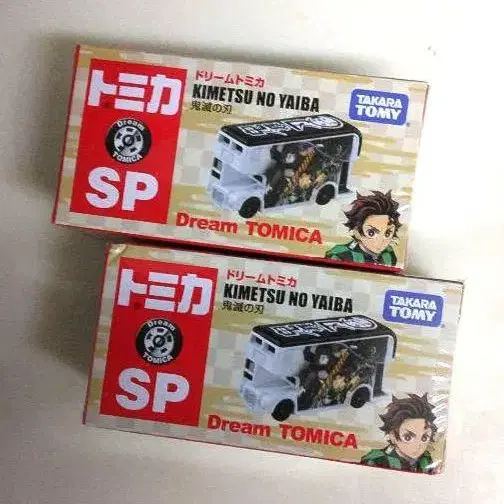 トミカ
Dream
TOMICA
SP
ドリームトミカ
KIMETSU NO YAIBA
鬼滅の刃
TAKARA
TOMY
Dream TOMICA
トミカ
Dream
TOMICA
SP
ドリームトミカ
KIMETSU NO YAIBA
鬼滅の刃
TAKARA
TOMY
Dream TOMICA